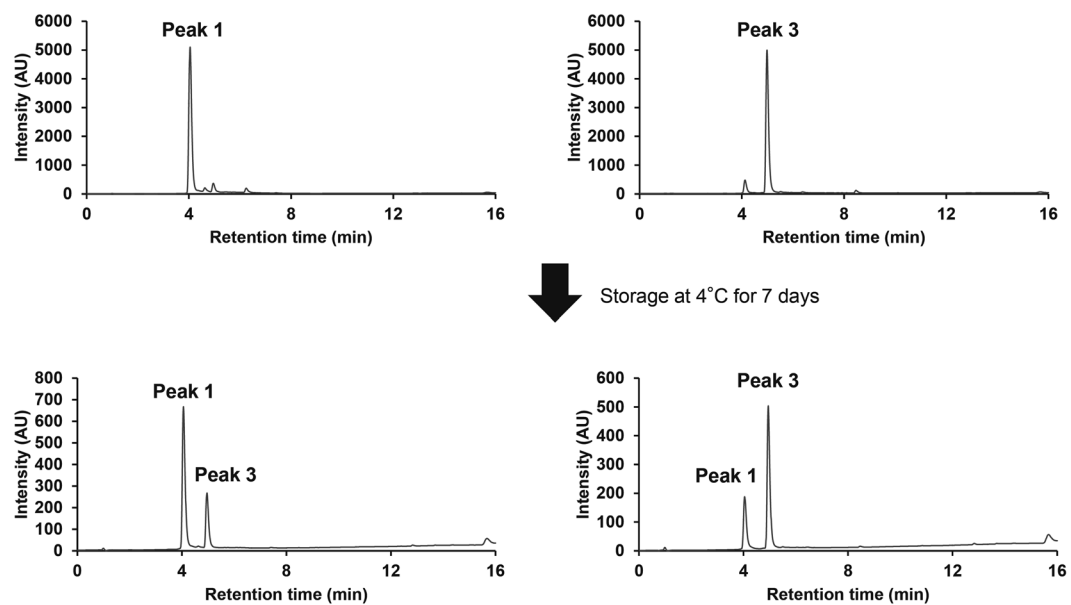 Peak 1
6000
5000
4000
3000
2000
1000
0
Intensity (AU)
0 4 8 12 16
Retention time (min)
Peak 3
6000
5000
4000
3000
2000
1000
0
Intensity (AU)
0 4 8 12 16
Retention time (min)
Storage at 4˚C for 7 days
800
700
600
500
400
300
200
100
0
Intensity (AU)
Peak 1
Peak 3
0 4 8 12 16
Retention time (min)
600
500
400
300
200
100
0
Intensity (AU)
Peak 3
Peak 1
0 4 8 12 16
Retention time (min)